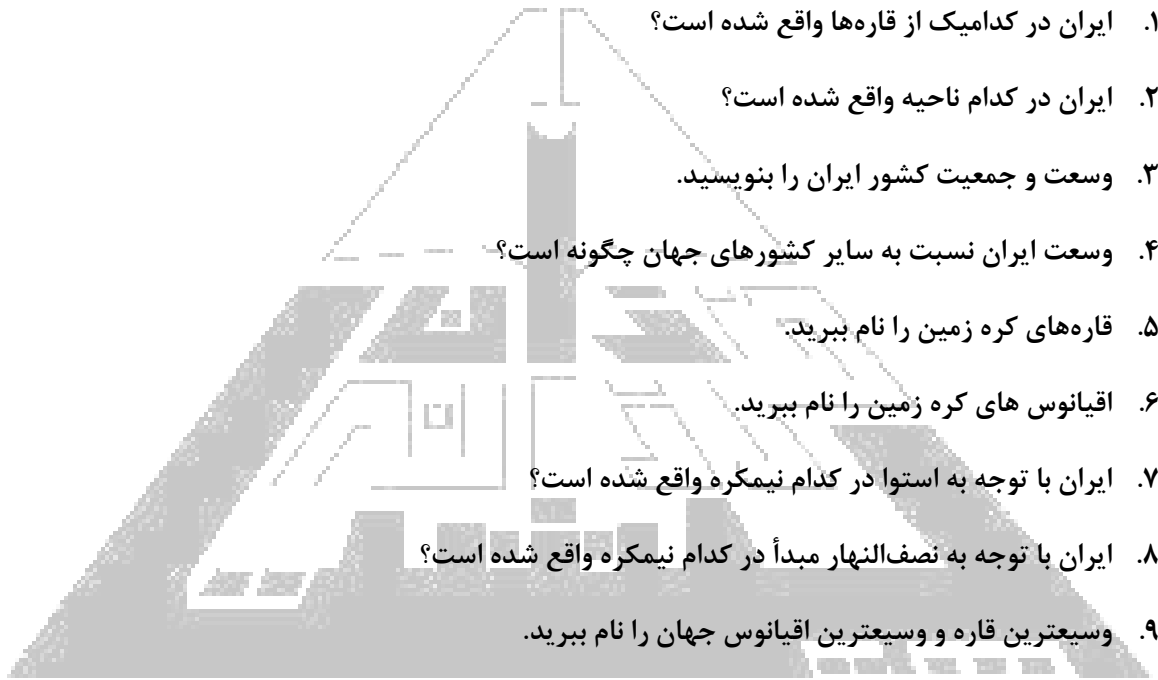 ۱. ایران در کدامیک از قاره‌ها واقع شده است؟
۲. ایران در کدام ناحیه واقع شده است؟
۳. وسعت و جمعیت کشور ایران را بنویسید.
۴. وسعت ایران نسبت به سایر کشورهای جهان چگونه است؟
۵. قاره‌های کره زمین را نام ببرید.
۶. اقیانوس های کره زمین را نام ببرید.
۷. ایران با توجه به استوا در کدام نیمکره واقع شده است؟
۸. ایران با توجه به نصف‌النهار مبدأ در کدام نیمکره واقع شده است؟
۹. وسیعترین قاره و وسیعترین اقیانوس جهان را نام ببرید.